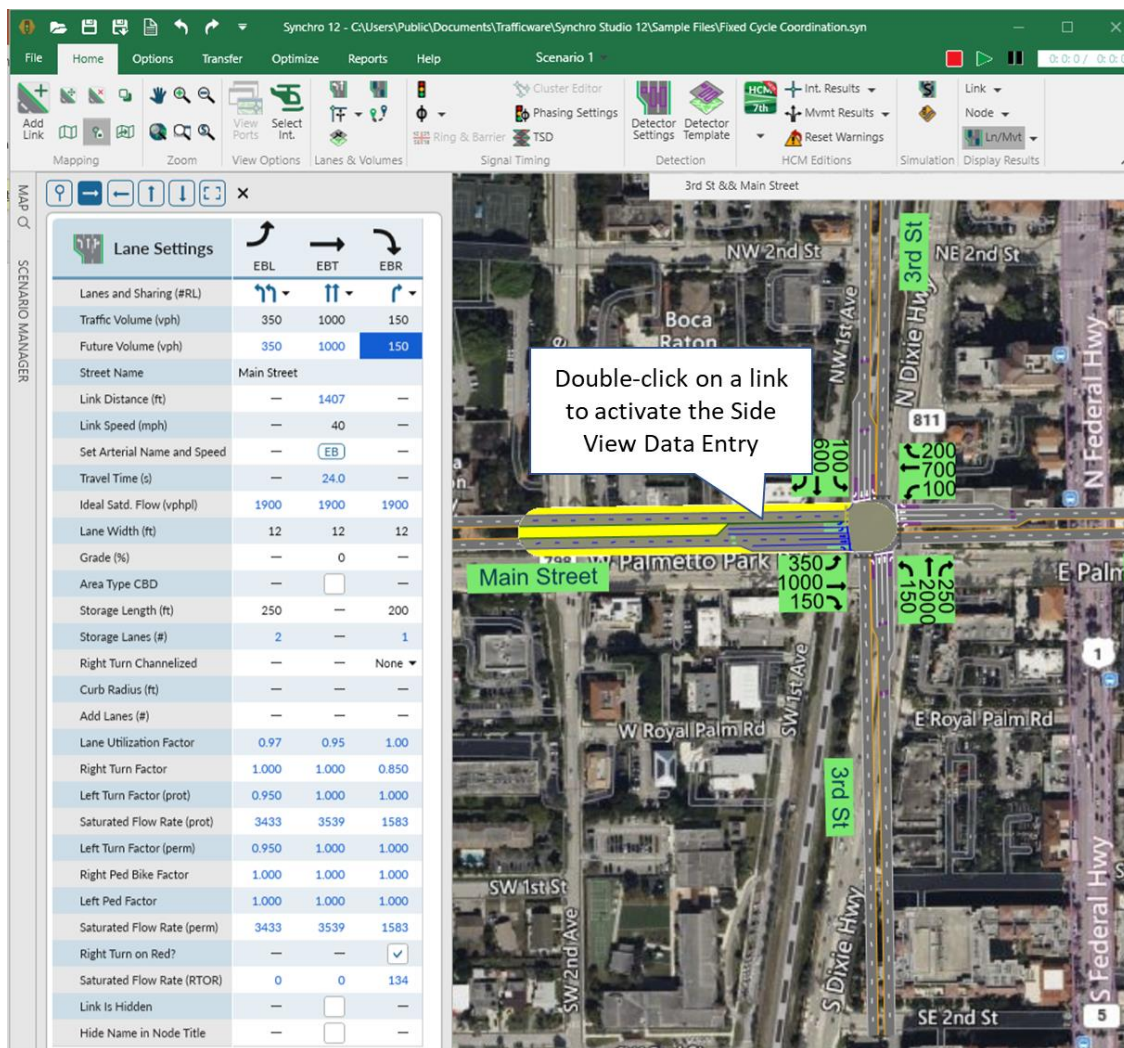 Synchro 12 - C:\Users\Public\Documents\Trafficware\Synchro Studio 12\Sample Files\Fixed Cycle Coordination.syn
File Home Options Transfer Optimize Reports Help Scenario 1
Add Link
View Ports
Select Int.
Cluster Editor
Phasing Settings
Ring & Barrier
TSD
Detector Settings
Detector Template
HCM 7th
Int. Results
Mvmt Results
Reset Warnings
Link
Node
Ln/Mvt
Mapping Zoom View Options Lanes & Volumes Signal Timing Detection HCM Editions Simulation Display Results
MAP
SCENARIO MANAGER
3rd St && Main Street
Lane Settings EBL EBT EBR
Lanes and Sharing (#RL)
Traffic Volume (vph) 350 1000 150
Future Volume (vph) 350 1000 150
Street Name Main Street
Link Distance (ft) — 1407 —
Link Speed (mph) — 40 —
Set Arterial Name and Speed — EB —
Travel Time (s) — 24.0 —
Ideal Satd. Flow (vphpl) 1900 1900 1900
Lane Width (ft) 12 12 12
Grade (%) — 0 —
Area Type CBD — —
Storage Length (ft) 250 — 200
Storage Lanes (#) 2 — 1
Right Turn Channelized — — None
Curb Radius (ft) — — —
Add Lanes (#) — — —
Lane Utilization Factor 0.97 0.95 1.00
Right Turn Factor 1.000 1.000 0.850
Left Turn Factor (prot) 0.950 1.000 1.000
Saturated Flow Rate (prot) 3433 3539 1583
Left Turn Factor (perm) 0.950 1.000 1.000
Right Ped Bike Factor 1.000 1.000 1.000
Left Ped Factor 1.000 1.000 1.000
Saturated Flow Rate (perm) 3433 3539 1583
Right Turn on Red? — —
Saturated Flow Rate (RTOR) 0 0 134
Link Is Hidden — —
Hide Name in Node Title — —
NW 2nd St
3rd St
NE 2nd St
Boca Raton
NW 1st Ave
N Dixie Hwy
N Federal Hwy
811
Double-click on a link
to activate the Side
View Data Entry
600
100
200
700
100
798
W Palmetto Park
Main Street
350
1000
150
150
2000
250
E Palm
1
SW 1st Ave
W Royal Palm Rd
E Royal Palm Rd
3rd St
SW 1st St
SW 2nd Ave
S Dixie Hwy
S Federal Hwy
SE 2nd St
5